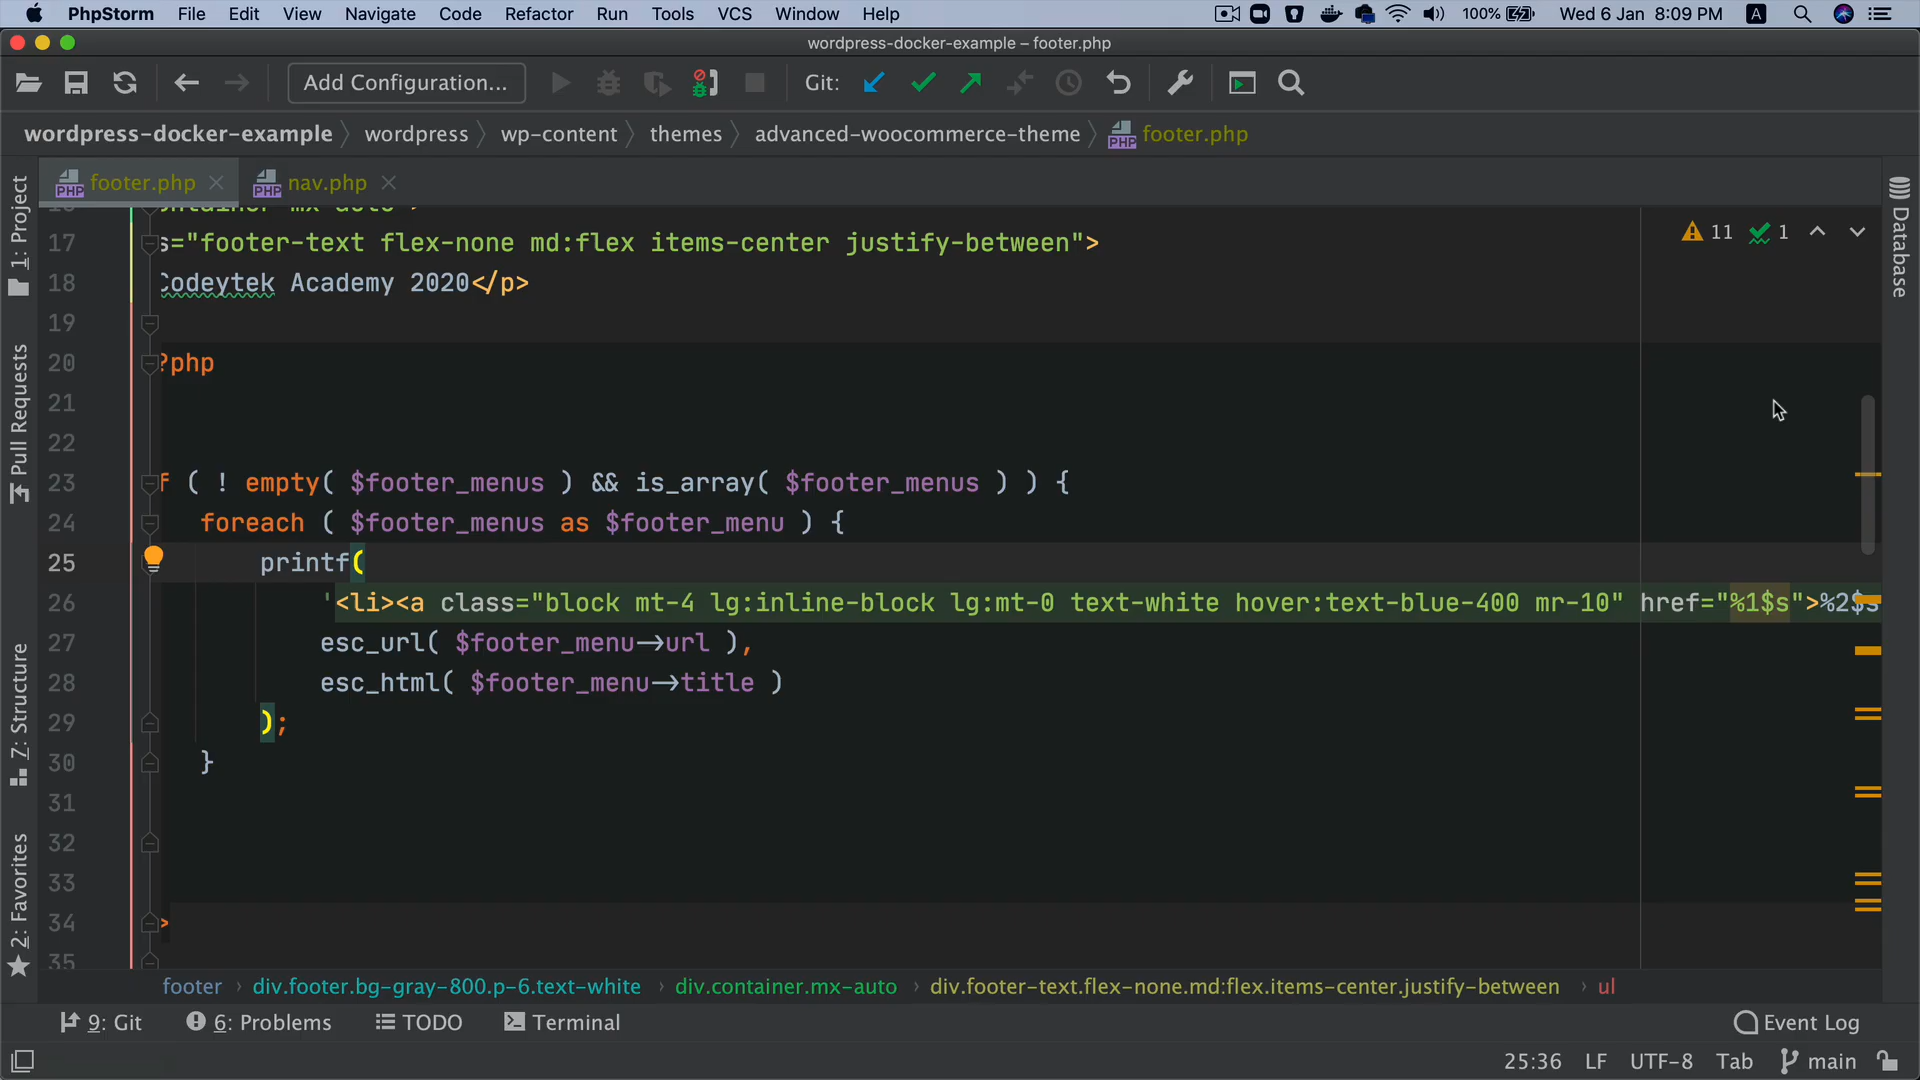 PhpStorm File Edit View Navigate Code Refactor Run Tools VCS Window Help 100% Wed 6 Jan 8:09 PM A
wordpress-docker-example – footer.php
Add Configuration... Git:
wordpress-docker-example wordpress wp-content themes advanced-woocommerce-theme footer.php
footer.php nav.php
17 s="footer-text flex-none md:flex items-center justify-between"> 11 1
18 Codeytek Academy 2020</p>
19
20 ?php
21
22
23 f ( ! empty( $footer_menus ) && is_array( $footer_menus ) ) {
24 foreach ( $footer_menus as $footer_menu ) {
25 printf(
26 '<li><a class="block mt-4 lg:inline-block lg:mt-0 text-white hover:text-blue-400 mr-10" href="%1$s">%2$s
27 esc_url( $footer_menu->url ),
28 esc_html( $footer_menu->title )
29 );
30 }
31
32
33
34 >
35
1: Project
Pull Requests
7: Structure
2: Favorites
Database
footer › div.footer.bg-gray-800.p-6.text-white › div.container.mx-auto › div.footer-text.flex-none.md:flex.items-center.justify-between › ul
9: Git 6: Problems TODO Terminal Event Log
25:36 LF UTF-8 Tab main